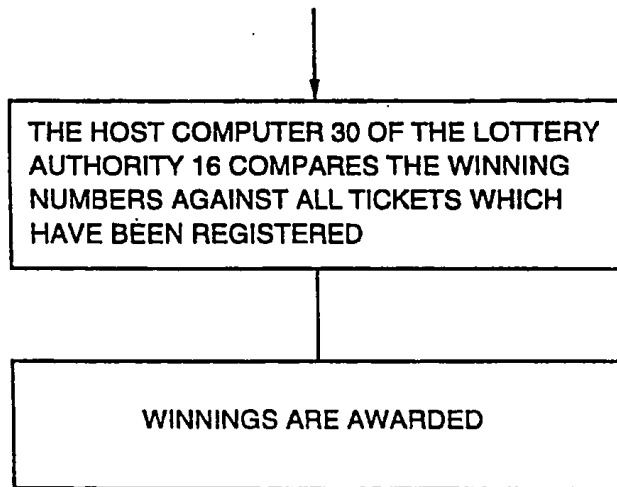 THE HOST COMPUTER 30 OF THE LOTTERY
AUTHORITY 16 COMPARES THE WINNING
NUMBERS AGAINST ALL TICKETS WHICH
HAVE BEEN REGISTERED
WINNINGS ARE AWARDED